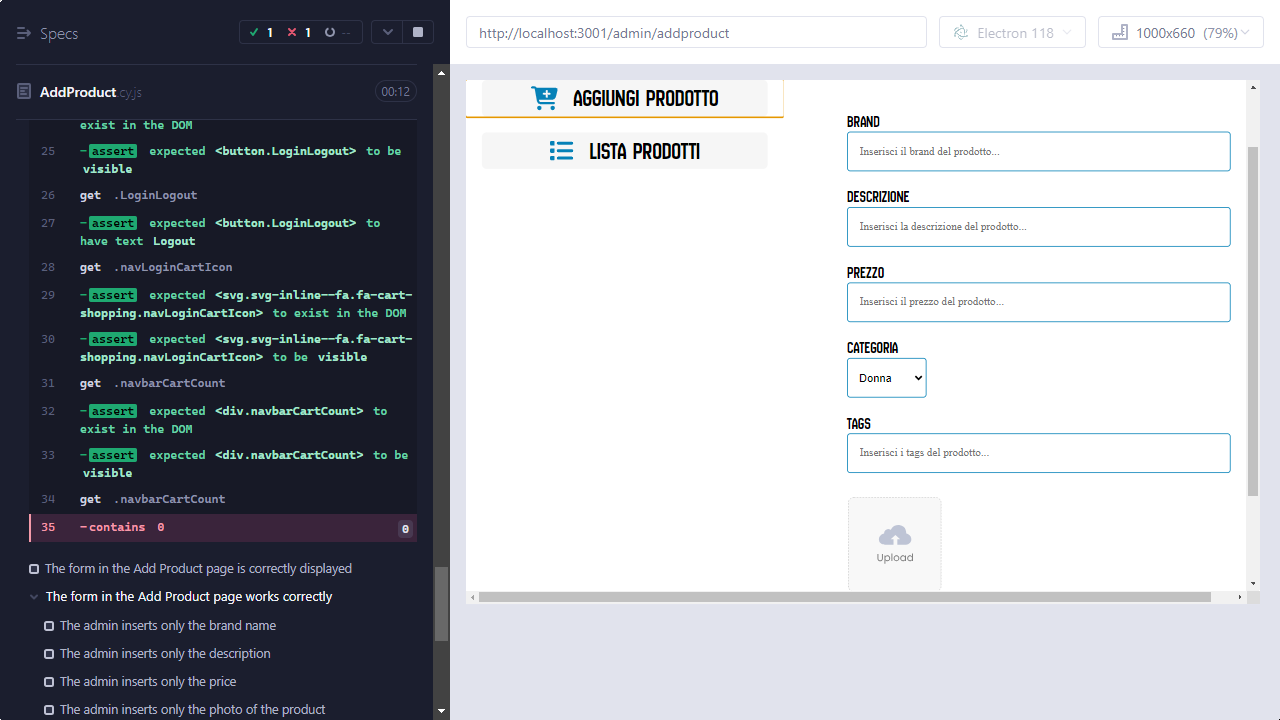 Specs
1
1
--
AddProduct.cy.js
00:12
exist in the DOM
25 -assert expected <button.LoginLogout> to be
visible
26 get .LoginLogout
27 -assert expected <button.LoginLogout> to
have text Logout
28 get .navLoginCartIcon
29 -assert expected <svg.svg-inline--fa.fa-cart-
shopping.navLoginCartIcon> to exist in the DOM
30 -assert expected <svg.svg-inline--fa.fa-cart-
shopping.navLoginCartIcon> to be visible
31 get .navbarCartCount
32 -assert expected <div.navbarCartCount> to
exist in the DOM
33 -assert expected <div.navbarCartCount> to be
visible
34 get .navbarCartCount
35 -contains 0 0
The form in the Add Product page is correctly displayed
The form in the Add Product page works correctly
The admin inserts only the brand name
The admin inserts only the description
The admin inserts only the price
The admin inserts only the photo of the product
http://localhost:3001/admin/addproduct
Electron 118
1000x660 (79%)
AGGIUNGI PRODOTTO
LISTA PRODOTTI
BRAND
Inserisci il brand del prodotto...
DESCRIZIONE
Inserisci la descrizione del prodotto...
PREZZO
Inserisci il prezzo del prodotto...
CATEGORIA
Donna
TAGS
Inserisci i tags del prodotto...
Upload